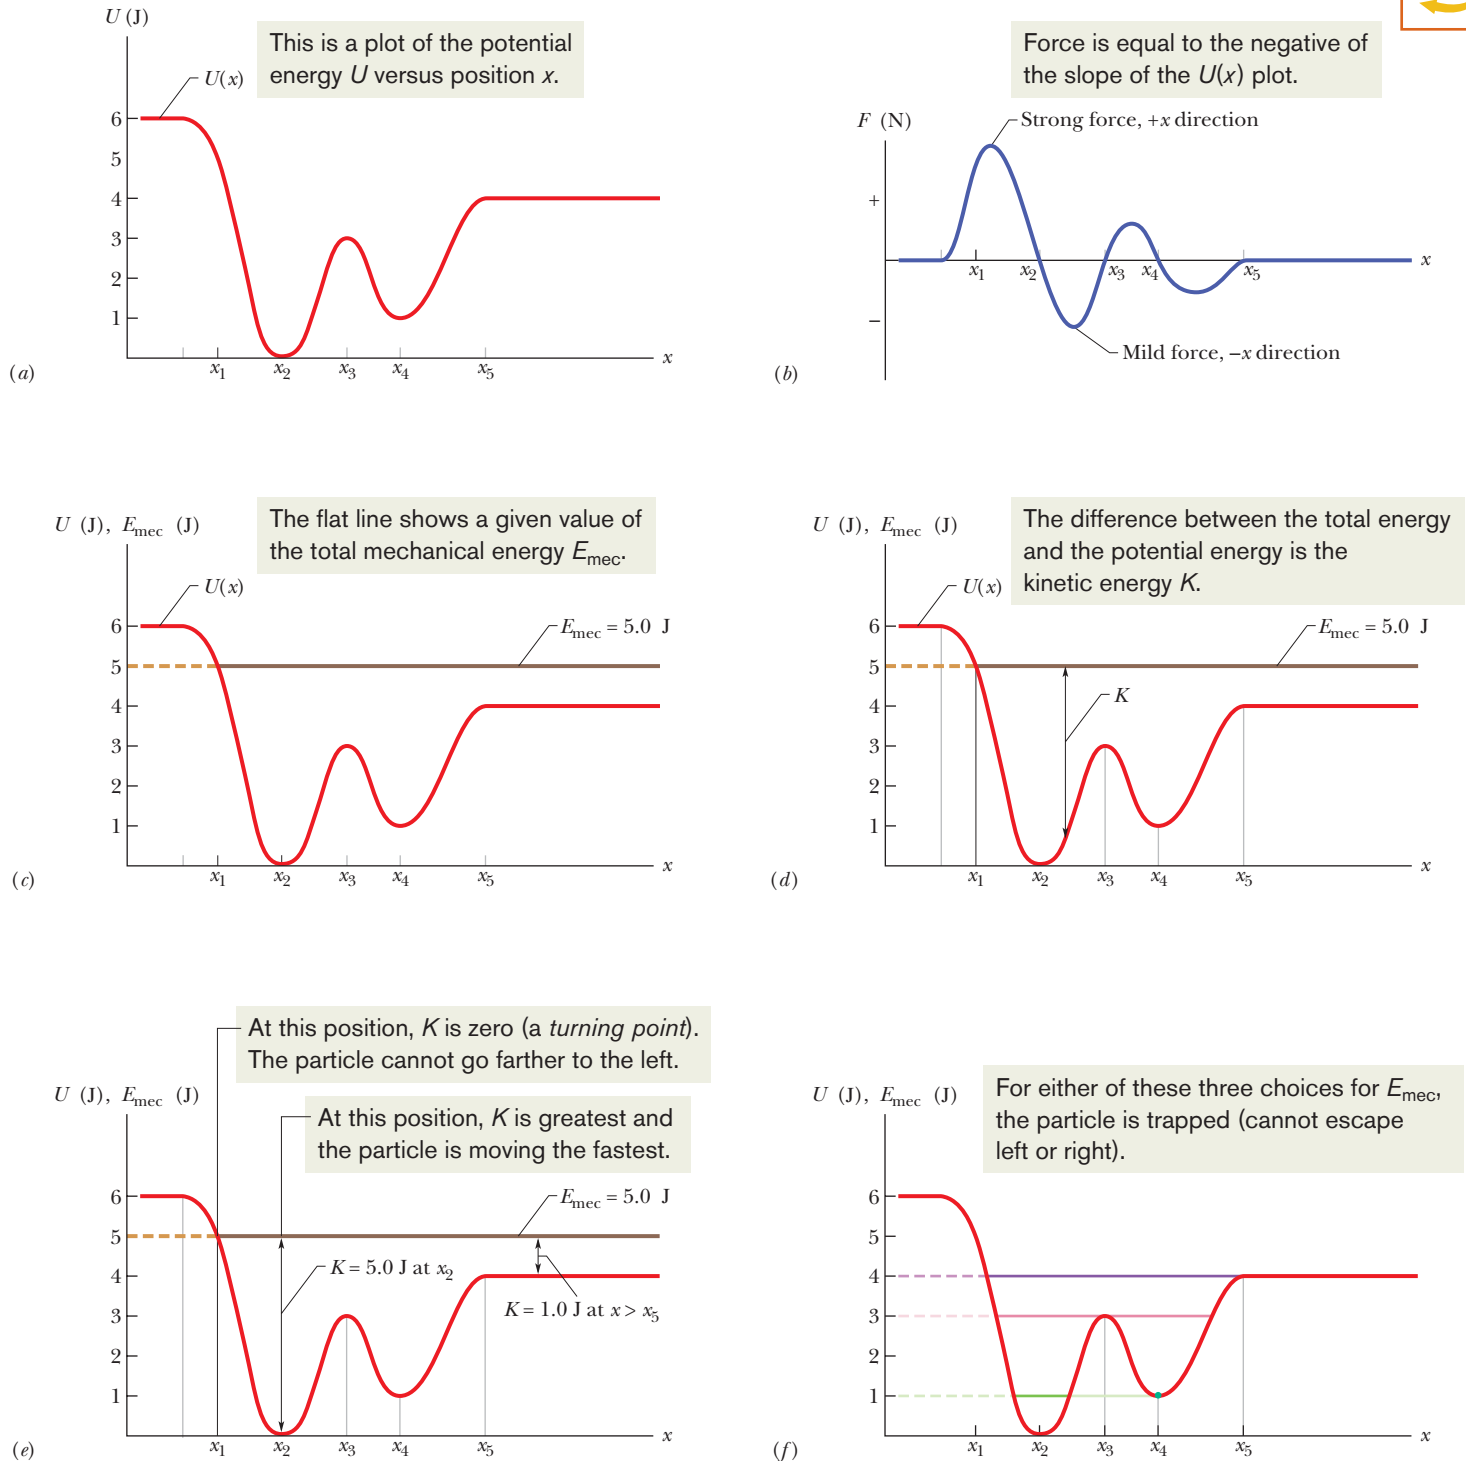 U (J)
This is a plot of the potential
energy U versus position x.
U(x)
6
5
4
3
2
1
x1 x2 x3 x4 x5 x
(a)
Force is equal to the negative of
the slope of the U(x) plot.
F (N)
Strong force, +x direction
+
x1 x2 x3 x4 x5 x
–
Mild force, –x direction
(b)
U (J), Emec (J)
The flat line shows a given value of
the total mechanical energy Emec.
U(x)
6
Emec = 5.0 J
5
4
3
2
1
x1 x2 x3 x4 x5 x
(c)
U (J), Emec (J)
The difference between the total energy
and the potential energy is the
kinetic energy K.
U(x)
6
Emec = 5.0 J
5
K
4
3
2
1
x1 x2 x3 x4 x5 x
(d)
At this position, K is zero (a turning point).
The particle cannot go farther to the left.
U (J), Emec (J)
At this position, K is greatest and
the particle is moving the fastest.
6
Emec = 5.0 J
5
K = 5.0 J at x2
4
K = 1.0 J at x > x5
3
2
1
x1 x2 x3 x4 x5 x
(e)
U (J), Emec (J)
For either of these three choices for Emec,
the particle is trapped (cannot escape
left or right).
6
5
4
3
2
1
x1 x2 x3 x4 x5 x
(f)